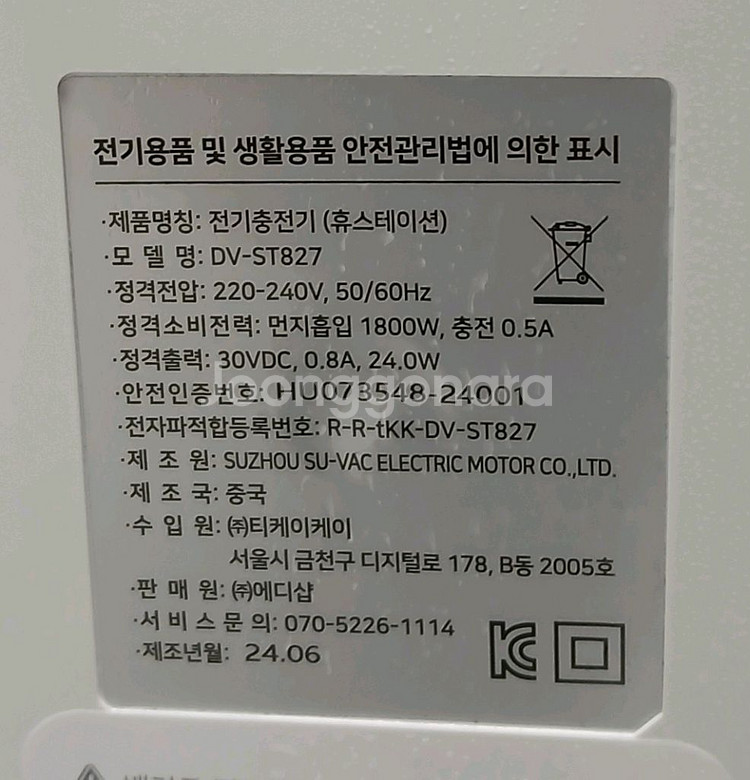 전기용품 및 생활용품 안전관리법에 의한 표시
·제품명칭: 전기충전기 (휴스테이션)
·모 델 명: DV-ST827
·정격전압: 220-240V, 50/60Hz
·정격소비전력: 먼지흡입 1800W, 충전 0.5A
·정격출력: 30VDC, 0.8A, 24.0W
·안전인증번호: HU073548-24001
Joonggonara
·전자파적합등록번호: R-R-tKK-DV-ST827
·제 조 원: SUZHOU SU-VAC ELECTRIC MOTOR CO.,LTD.
·제 조 국: 중국
·수 입 원: ㈜티케이케이
서울시 금천구 디지털로 178, B동 2005호
·판 매 원: ㈜에디샵
·서 비 스 문 의: 070-5226-1114
·제조년월: 24.06